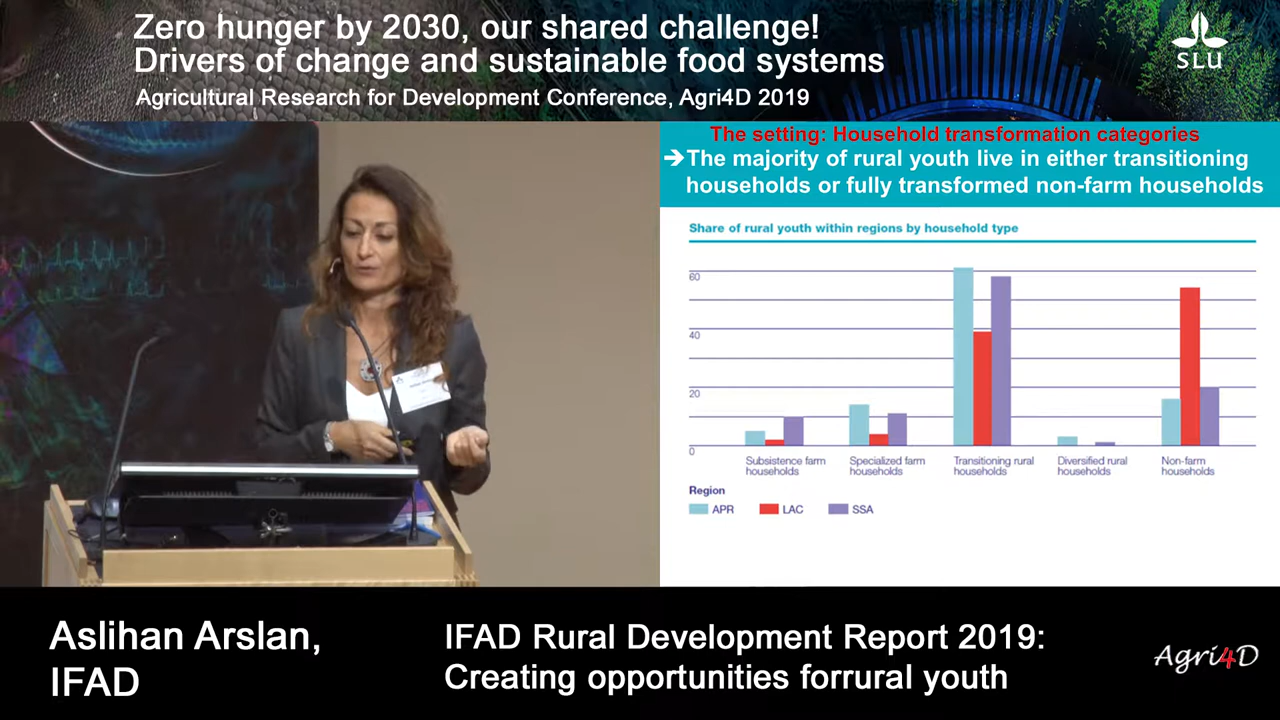 Zero hunger by 2030, our shared challenge!
Drivers of change and sustainable food systems
Agricultural Research for Development Conference, Agri4D 2019
SLU
The setting: Household transformation categories
➔The majority of rural youth live in either transitioning
households or fully transformed non-farm households
Share of rural youth within regions by household type
60
40
20
0
Subsistence farm
households
Specialized farm
households
Transitioning rural
households
Diversified rural
households
Non-farm
households
Region
APR
LAC
SSA
Aslihan Arslan,
IFAD
IFAD Rural Development Report 2019:
Creating opportunities forrural youth
Agri4D